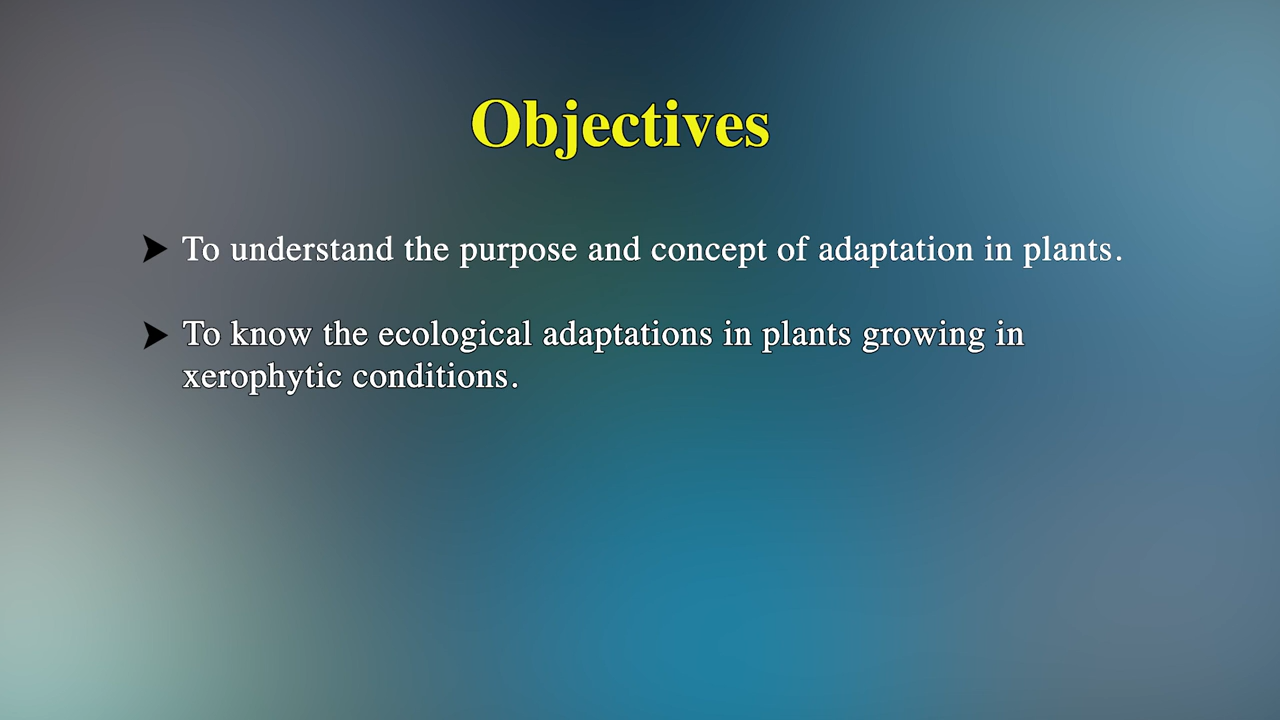 Objectives
➤ To understand the purpose and concept of adaptation in plants.
➤ To know the ecological adaptations in plants growing in
xerophytic conditions.